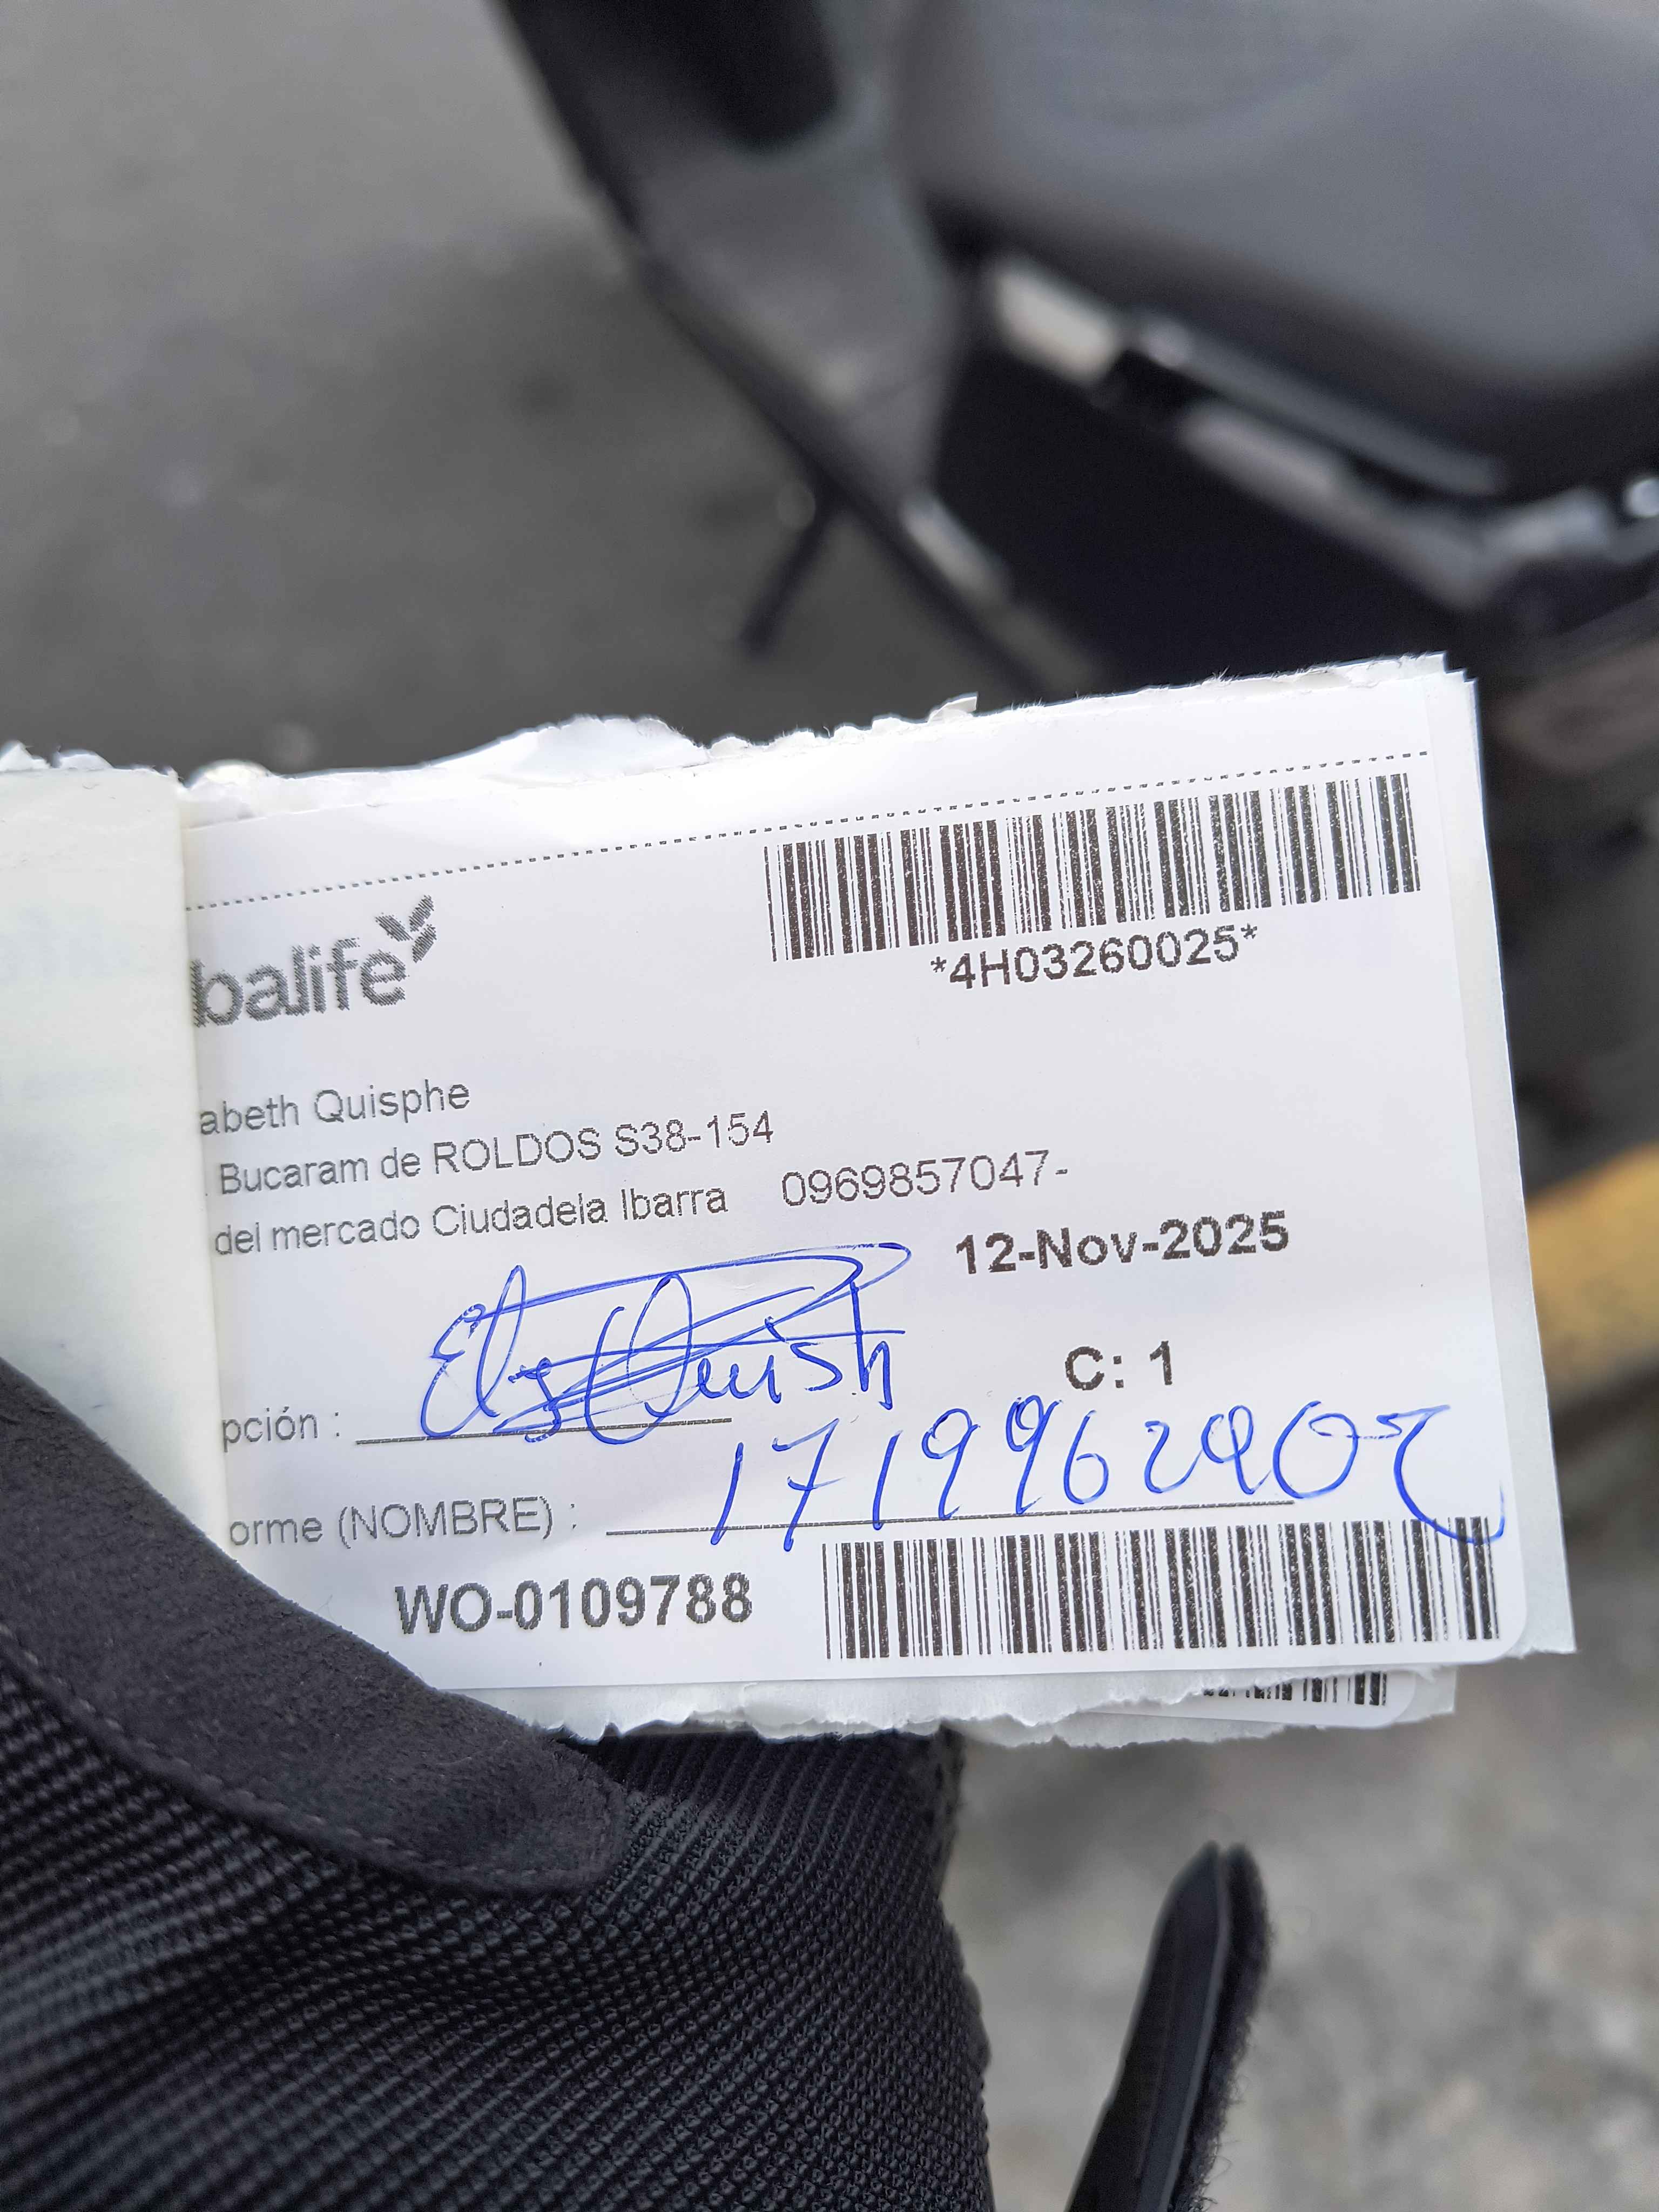 balife
*4H03260025*
abeth Quisphe
. Bucaram de ROLDOS S38-154
del mercado Ciudadela Ibarra 0969857047-
12-Nov-2025
C: 1
pción :
orme (NOMBRE) : 1719962902
WO-0109788